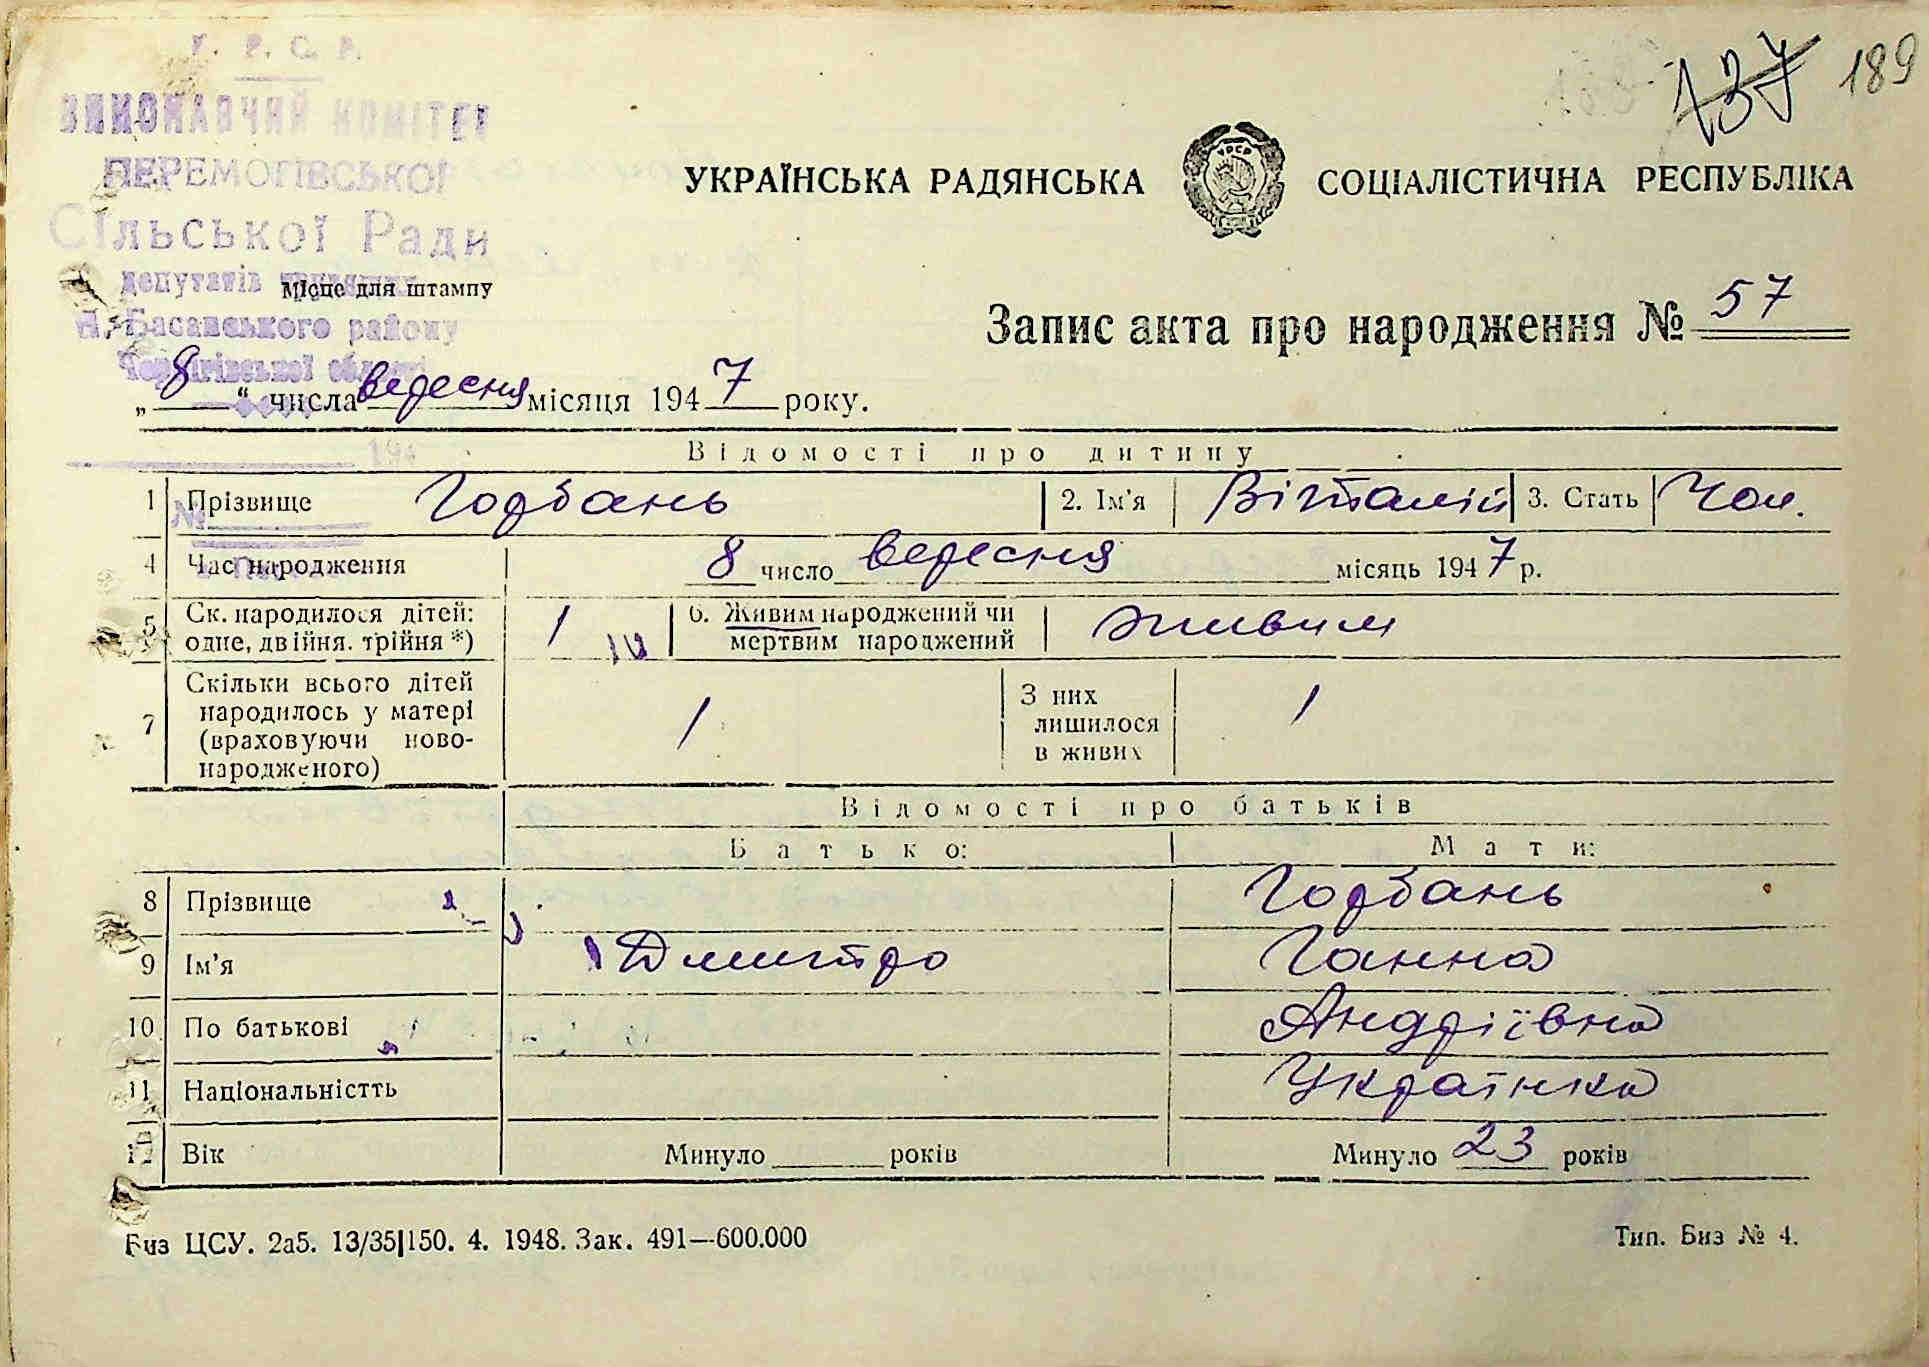 У. Р. С. Р.
ВИКОНАВЧИЙ КОМІТЕТ
ПЕРЕМОГІВСЬКОЇ
Сільської Ради
депутатів
Н. Басанського району
Чернігівської області
194
№
137 189
УКРАЇНСЬКА РАДЯНСЬКА СОЦІАЛІСТИЧНА РЕСПУБЛІКА
УРСР
Місце для штампу
Запис акта про народження № 57
„ 8 “ числа вересня місяця 1947 року.
Відомості про дитину
1 Прізвище Горбань 2. Ім'я Віталій 3. Стать Чол.
4 Час народження 8 число вересня місяць 1947 р.
5 Ск. народилося дітей: одне, двійня. трійня *) 1 6. Живим народжений чи мертвим народжений живим
7 Скільки всього дітей народилось у матері (враховуючи ново-народженого) 1 З них лишилося в живих 1
Відомості про батьків
Батько: Мати:
8 Прізвище Горбань
9 Ім'я Дмитро Ганна
10 По батькові Андріївна
11 Національністть Українка
12 Вік Минуло ____ років Минуло 23 років
Биз ЦСУ. 2а5. 13/35|150. 4. 1948. Зак. 491—600.000 Тип. Биз № 4.